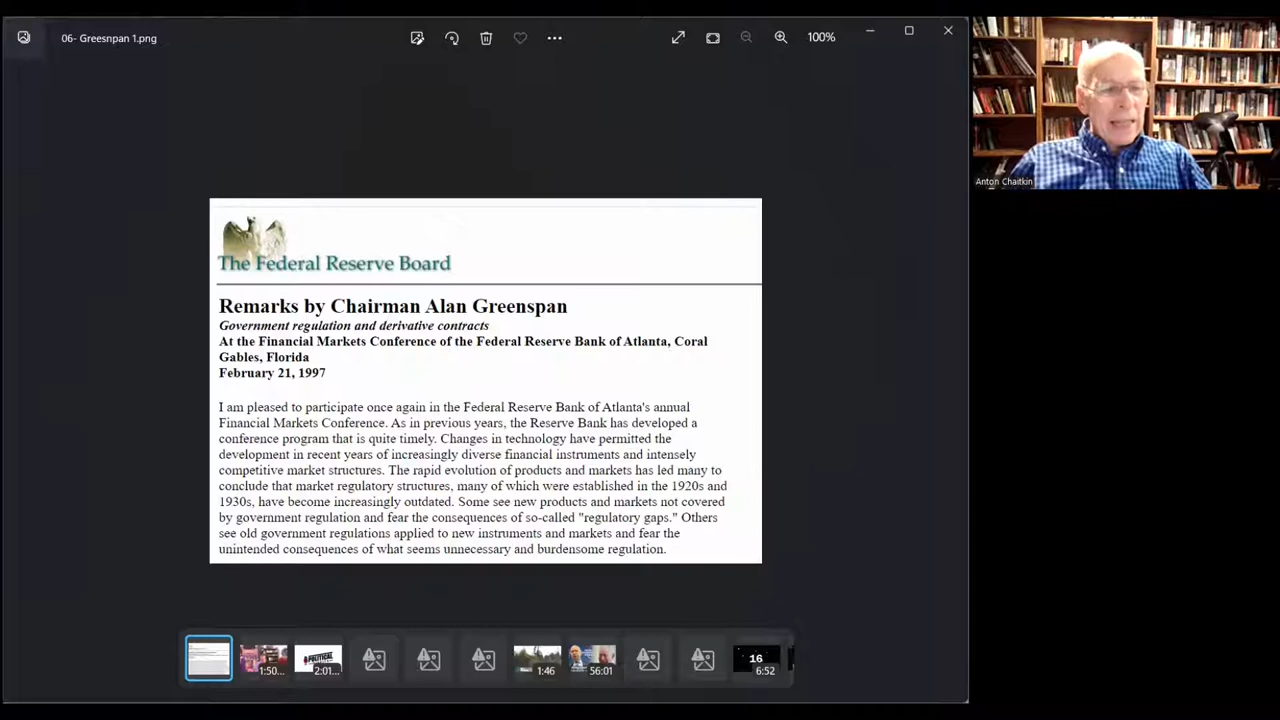 06- Greesnpan 1.png
100%
Anton Chaitkin
The Federal Reserve Board
Remarks by Chairman Alan Greenspan
Government regulation and derivative contracts
At the Financial Markets Conference of the Federal Reserve Bank of Atlanta, Coral
Gables, Florida
February 21, 1997
I am pleased to participate once again in the Federal Reserve Bank of Atlanta's annual
Financial Markets Conference. As in previous years, the Reserve Bank has developed a
conference program that is quite timely. Changes in technology have permitted the
development in recent years of increasingly diverse financial instruments and intensely
competitive market structures. The rapid evolution of products and markets has led many to
conclude that market regulatory structures, many of which were established in the 1920s and
1930s, have become increasingly outdated. Some see new products and markets not covered
by government regulation and fear the consequences of so-called "regulatory gaps." Others
see old government regulations applied to new instruments and markets and fear the
unintended consequences of what seems unnecessary and burdensome regulation.
1:50...
POLITICAL
2:01...
1:46
56:01
16
6:52